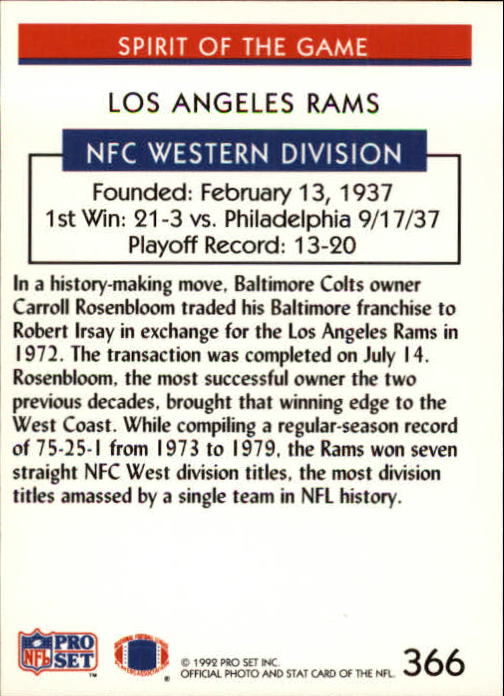 SPIRIT OF THE GAME
LOS ANGELES RAMS
NFC WESTERN DIVISION
Founded: February 13, 1937
1st Win: 21-3 vs. Philadelphia 9/17/37
Playoff Record: 13-20
In a history-making move, Baltimore Colts owner
Carroll Rosenbloom traded his Baltimore franchise to
Robert Irsay in exchange for the Los Angeles Rams in
1972. The transaction was completed on July 14.
Rosenbloom, the most successful owner the two
previous decades, brought that winning edge to the
West Coast. While compiling a regular-season record
of 75-25-1 from 1973 to 1979, the Rams won seven
straight NFC West division titles, the most division
titles amassed by a single team in NFL history.
NFL PRO SET ™
NATIONAL FOOTBALL LEAGUE PLAYERS ASSOCIATION ®
© 1992 PRO SET INC.
OFFICIAL PHOTO AND STAT CARD OF THE NFL.
366